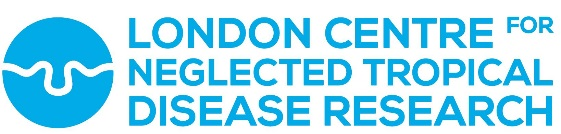 LONDON CENTRE FOR
NEGLECTED TROPICAL
DISEASE RESEARCH